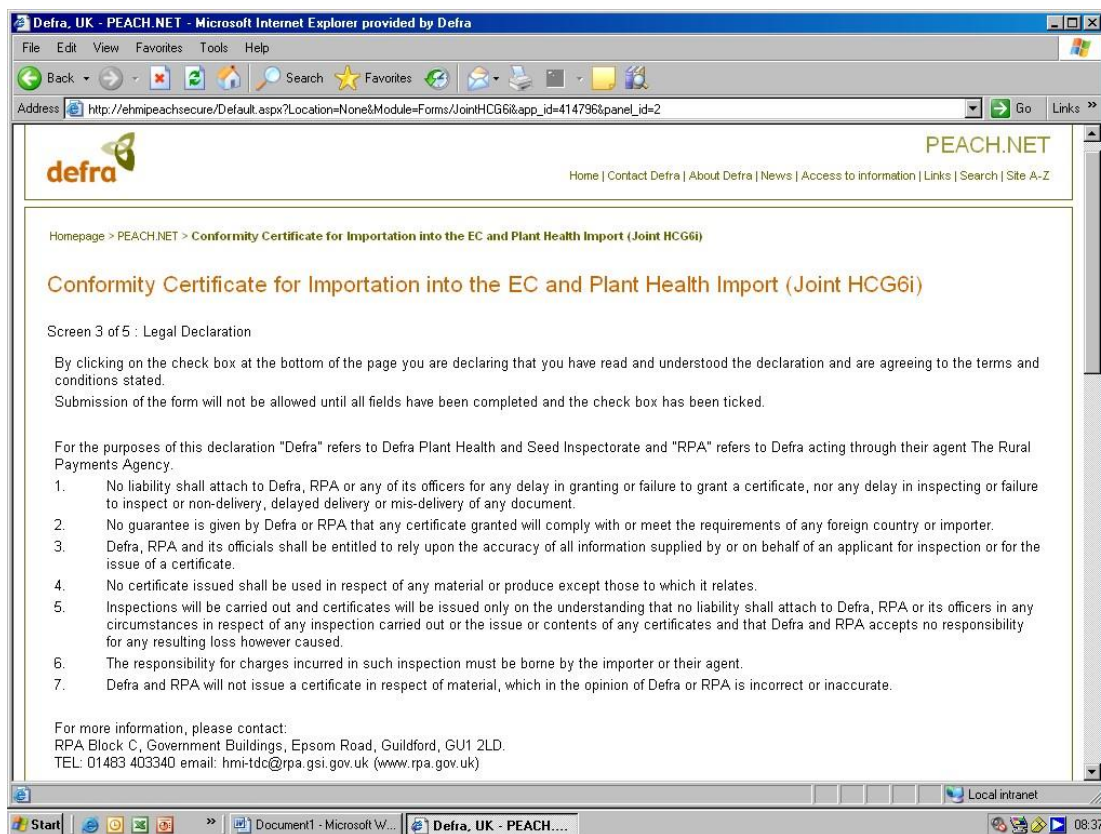 Defra, UK - PEACH.NET - Microsoft Internet Explorer provided by Defra
File Edit View Favorites Tools Help
Back Search Favorites
Address http://ehmipeachsecure/Default.aspx?Location=None&Module=Forms/JointHCG6i&app_id=414796&panel_id=2 Go Links »
defra
PEACH.NET
Home | Contact Defra | About Defra | News | Access to information | Links | Search | Site A-Z
Homepage > PEACH.NET > Conformity Certificate for Importation into the EC and Plant Health Import (Joint HCG6i)
Conformity Certificate for Importation into the EC and Plant Health Import (Joint HCG6i)
Screen 3 of 5 : Legal Declaration
By clicking on the check box at the bottom of the page you are declaring that you have read and understood the declaration and are agreeing to the terms and
conditions stated.
Submission of the form will not be allowed until all fields have been completed and the check box has been ticked.
For the purposes of this declaration "Defra" refers to Defra Plant Health and Seed Inspectorate and "RPA" refers to Defra acting through their agent The Rural
Payments Agency.
1. No liability shall attach to Defra, RPA or any of its officers for any delay in granting or failure to grant a certificate, nor any delay in inspecting or failure
to inspect or non-delivery, delayed delivery or mis-delivery of any document.
2. No guarantee is given by Defra or RPA that any certificate granted will comply with or meet the requirements of any foreign country or importer.
3. Defra, RPA and its officials shall be entitled to rely upon the accuracy of all information supplied by or on behalf of an applicant for inspection or for the
issue of a certificate.
4. No certificate issued shall be used in respect of any material or produce except those to which it relates.
5. Inspections will be carried out and certificates will be issued only on the understanding that no liability shall attach to Defra, RPA or its officers in any
circumstances in respect of any inspection carried out or the issue or contents of any certificates and that Defra and RPA accepts no responsibility
for any resulting loss however caused.
6. The responsibility for charges incurred in such inspection must be borne by the importer or their agent.
7. Defra and RPA will not issue a certificate in respect of material, which in the opinion of Defra or RPA is incorrect or inaccurate.
For more information, please contact:
RPA Block C, Government Buildings, Epsom Road, Guildford, GU1 2LD.
TEL: 01483 403340 email: hmi-tdc@rpa.gsi.gov.uk (www.rpa.gov.uk)
Local intranet
Start » Document1 - Microsoft W... Defra, UK - PEACH.... 08:37